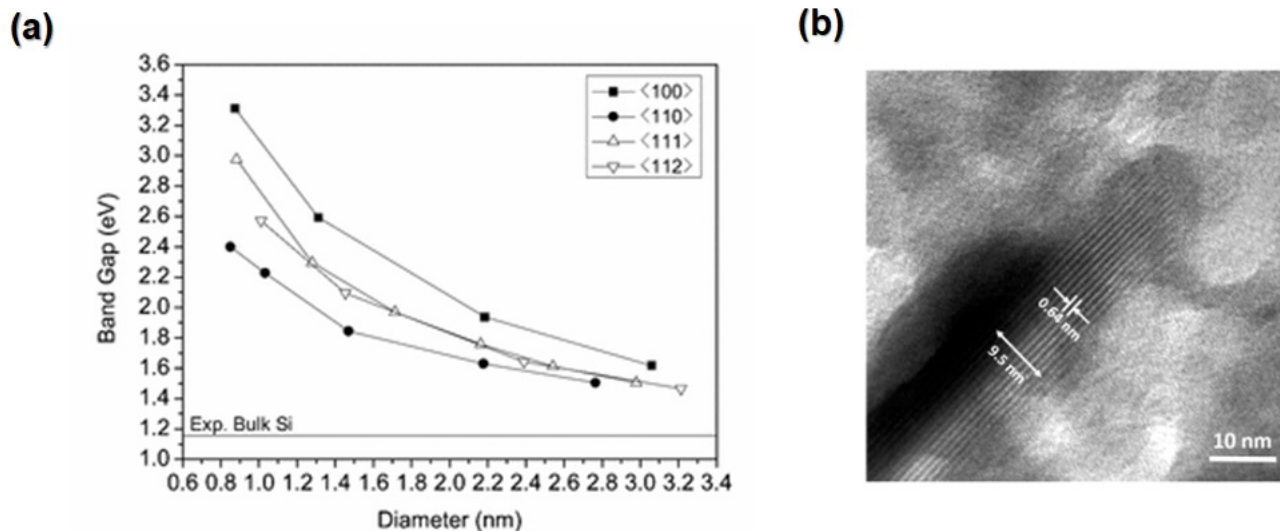 (a)
(b)
3.6
3.4
3.2
3.0
2.8
2.6
2.4
2.2
2.0
1.8
1.6
1.4
1.2
1.0
Band Gap (eV)
〈100〉
〈110〉
〈111〉
〈112〉
Exp. Bulk Si
0.6 0.8 1.0 1.2 1.4 1.6 1.8 2.0 2.2 2.4 2.6 2.8 3.0 3.2 3.4
Diameter (nm)
0.64 nm
9.5 nm
10 nm